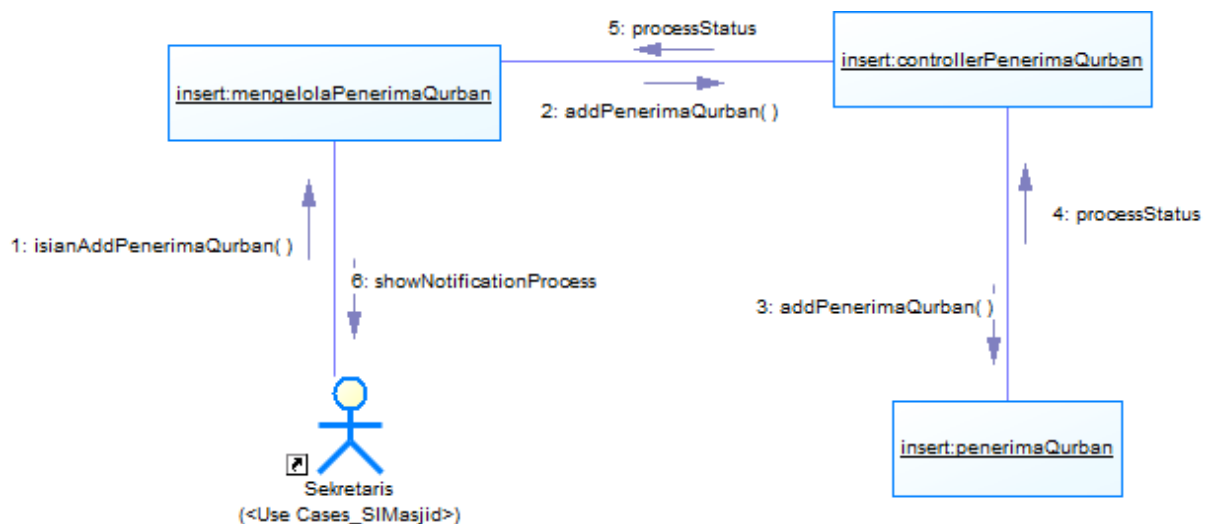 5: processStatus
insert:controllerPenerimaQurban
insert:mengelolaPenerimaQurban
2: addPenerimaQurban( )
4: processStatus
1: isianAddPenerimaQurban( )
6: showNotificationProcess
3: addPenerimaQurban( )
insert:penerimaQurban
Sekretaris
(<Use Cases_SIMasjid>)